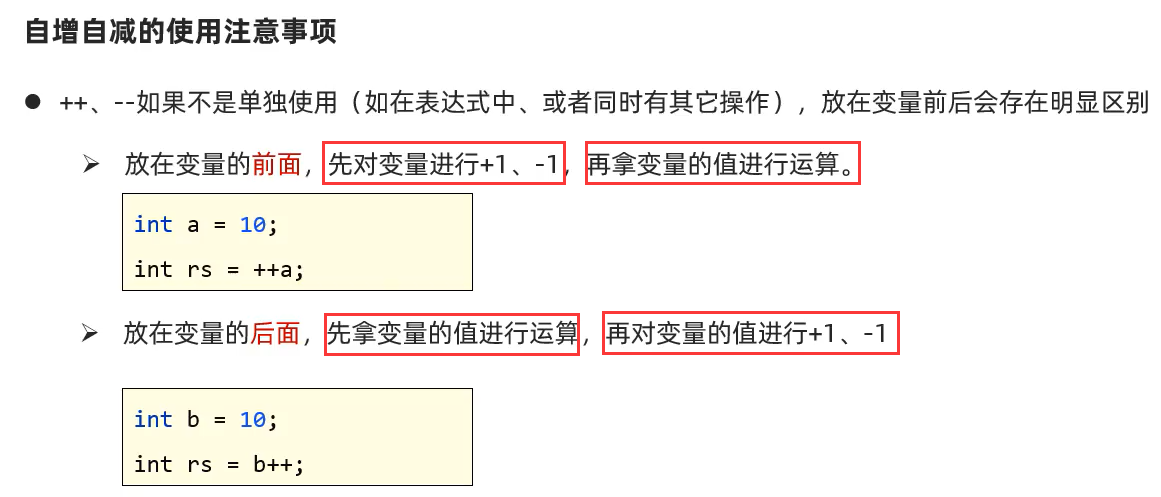 自增自减的使用注意事项
● ++、--如果不是单独使用（如在表达式中、或者同时有其它操作），放在变量前后会存在明显区别
➢ 放在变量的前面，先对变量进行+1、-1，再拿变量的值进行运算。
int a = 10;
int rs = ++a;
➢ 放在变量的后面，先拿变量的值进行运算，再对变量的值进行+1、-1
int b = 10;
int rs = b++;